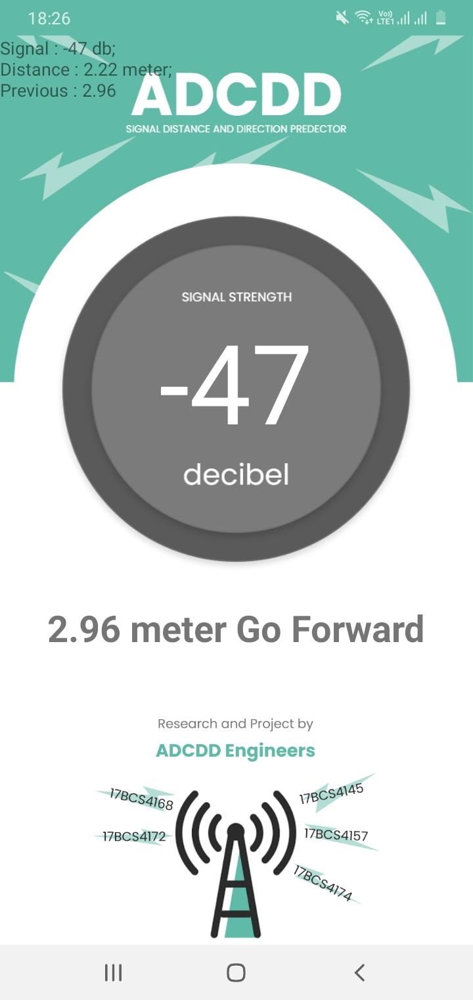 18:26
Vo))
LTE1
Signal : -47 db;
Distance : 2.22 meter;
Previous : 2.96
ADCDD
SIGNAL DISTANCE AND DIRECTION PREDECTOR
SIGNAL STRENGTH
-47
decibel
2.96 meter Go Forward
Research and Project by
ADCDD Engineers
17BCS4168
17BCS4145
17BCS4172
17BCS4157
17BCS4174